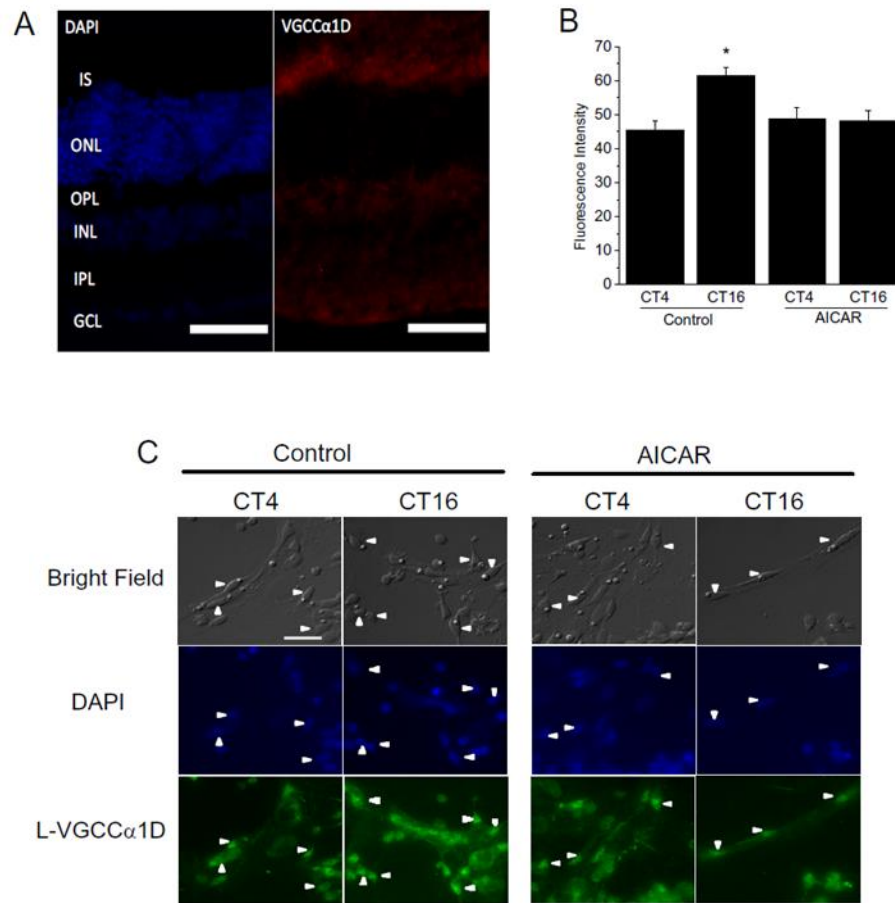 A
DAPI
VGCCα1D
IS
ONL
OPL
INL
IPL
GCL
B
70
60
50
40
30
20
10
0
Fluorescence Intensity
*
CT4 CT16 CT4 CT16
Control AICAR
C
Control AICAR
CT4 CT16 CT4 CT16
Bright Field
DAPI
L-VGCCα1D